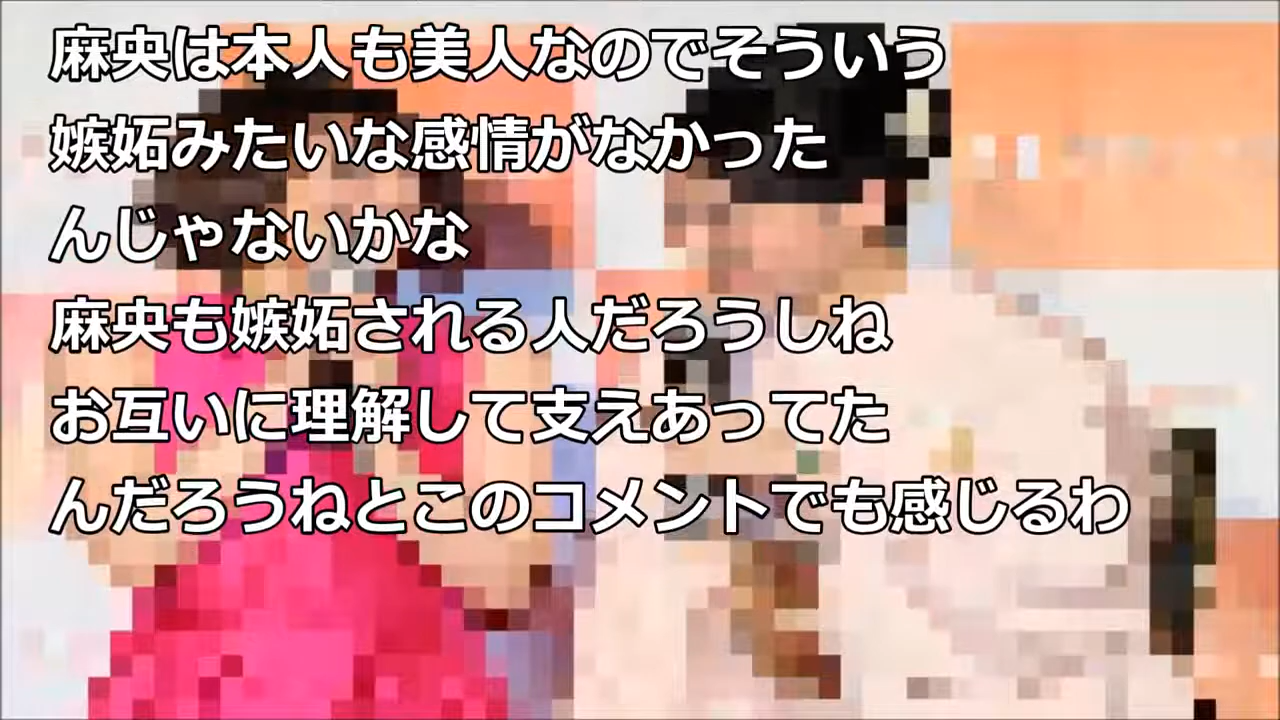 麻央は本人も美人なのでそういう
嫉妬みたいな感情がなかった
んじゃないかな
麻央も嫉妬される人だろうしね
お互いに理解して支えあってた
んだろうねとこのコメントでも感じるわ